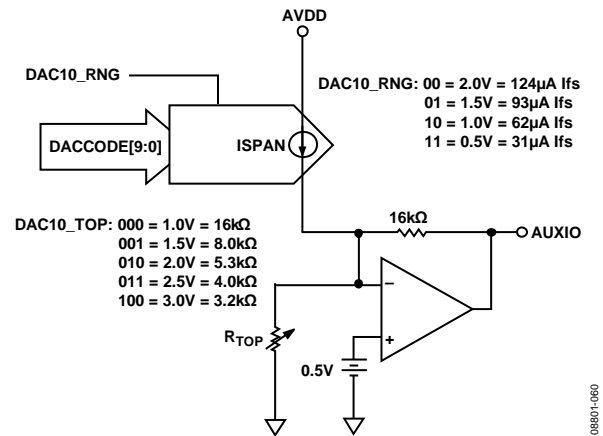 AVDD
DAC10_RNG
DAC10_RNG: 00 = 2.0V = 124µA Ifs
01 = 1.5V = 93µA Ifs
10 = 1.0V = 62µA Ifs
11 = 0.5V = 31µA Ifs
DACCODE[9:0]
ISPAN
DAC10_TOP: 000 = 1.0V = 16kΩ
001 = 1.5V = 8.0kΩ
010 = 2.0V = 5.3kΩ
011 = 2.5V = 4.0kΩ
100 = 3.0V = 3.2kΩ
16kΩ
AUXIO
–
+
RTOP
0.5V
08801-060